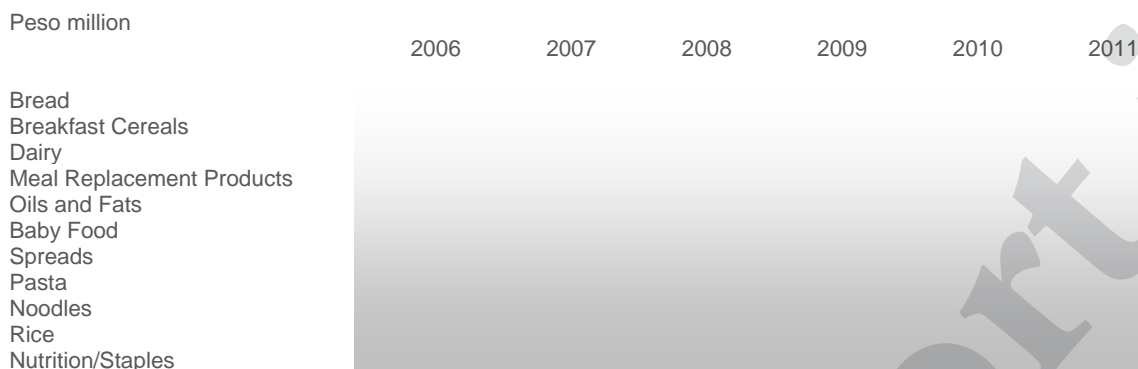 Peso million
2006 2007 2008 2009 2010 2011
Bread
Breakfast Cereals
Dairy
Meal Replacement Products
Oils and Fats
Baby Food
Spreads
Pasta
Noodles
Rice
Nutrition/Staples